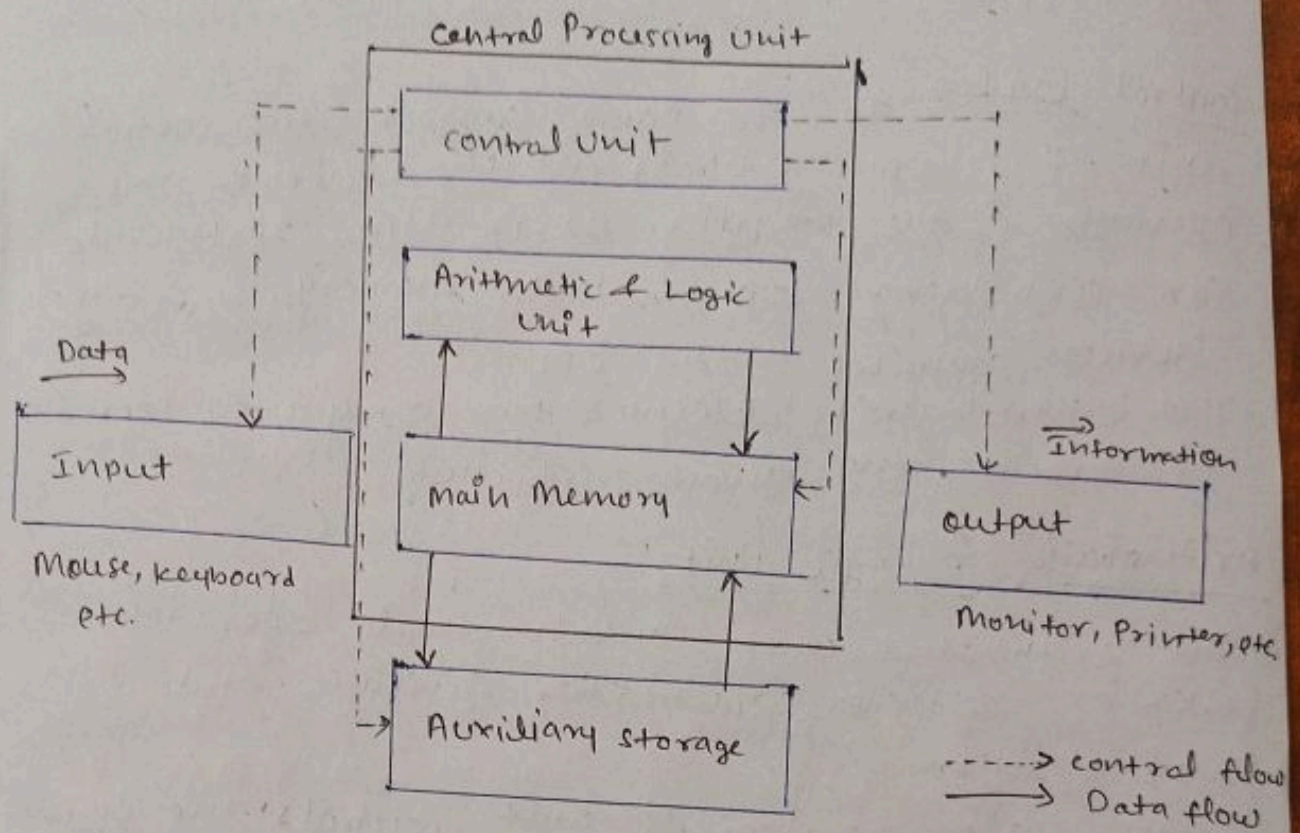 Central Processing Unit
Control Unit
Arithmetic & Logic
Unit
Data
Input
Mouse, keyboard
etc.
Main Memory
Information
Output
Monitor, Printer, etc
Auxiliary Storage
control flow
Data flow